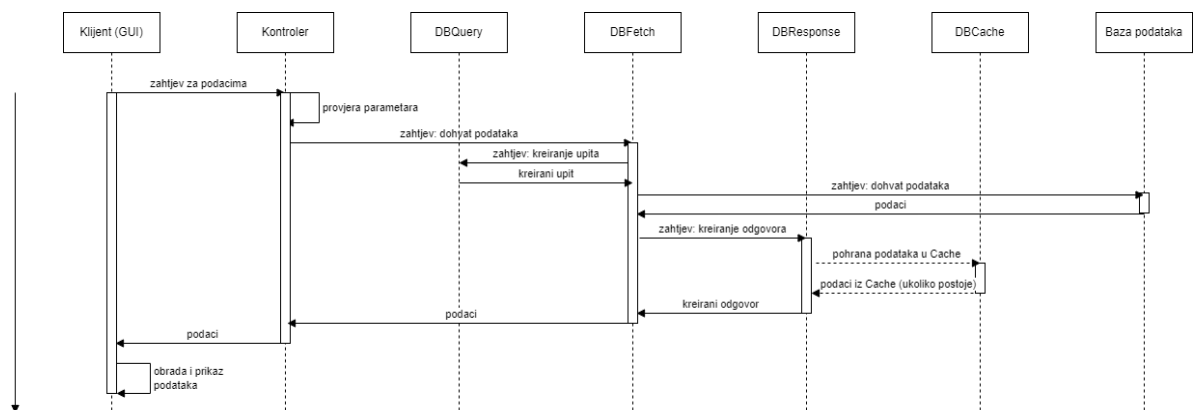 Klijent (GUI)
Kontroler
DBQuery
DBFetch
DBResponse
DBCache
Baza podataka
zahtjev za podacima
provjera parametara
zahtjev: dohvat podataka
zahtjev: kreiranje upita
kreirani upit
zahtjev: dohvat podataka
podaci
zahtjev: kreiranje odgovora
pohrana podataka u Cache
podaci iz Cache (ukoliko postoje)
kreirani odgovor
podaci
podaci
obrada i prikaz
podataka